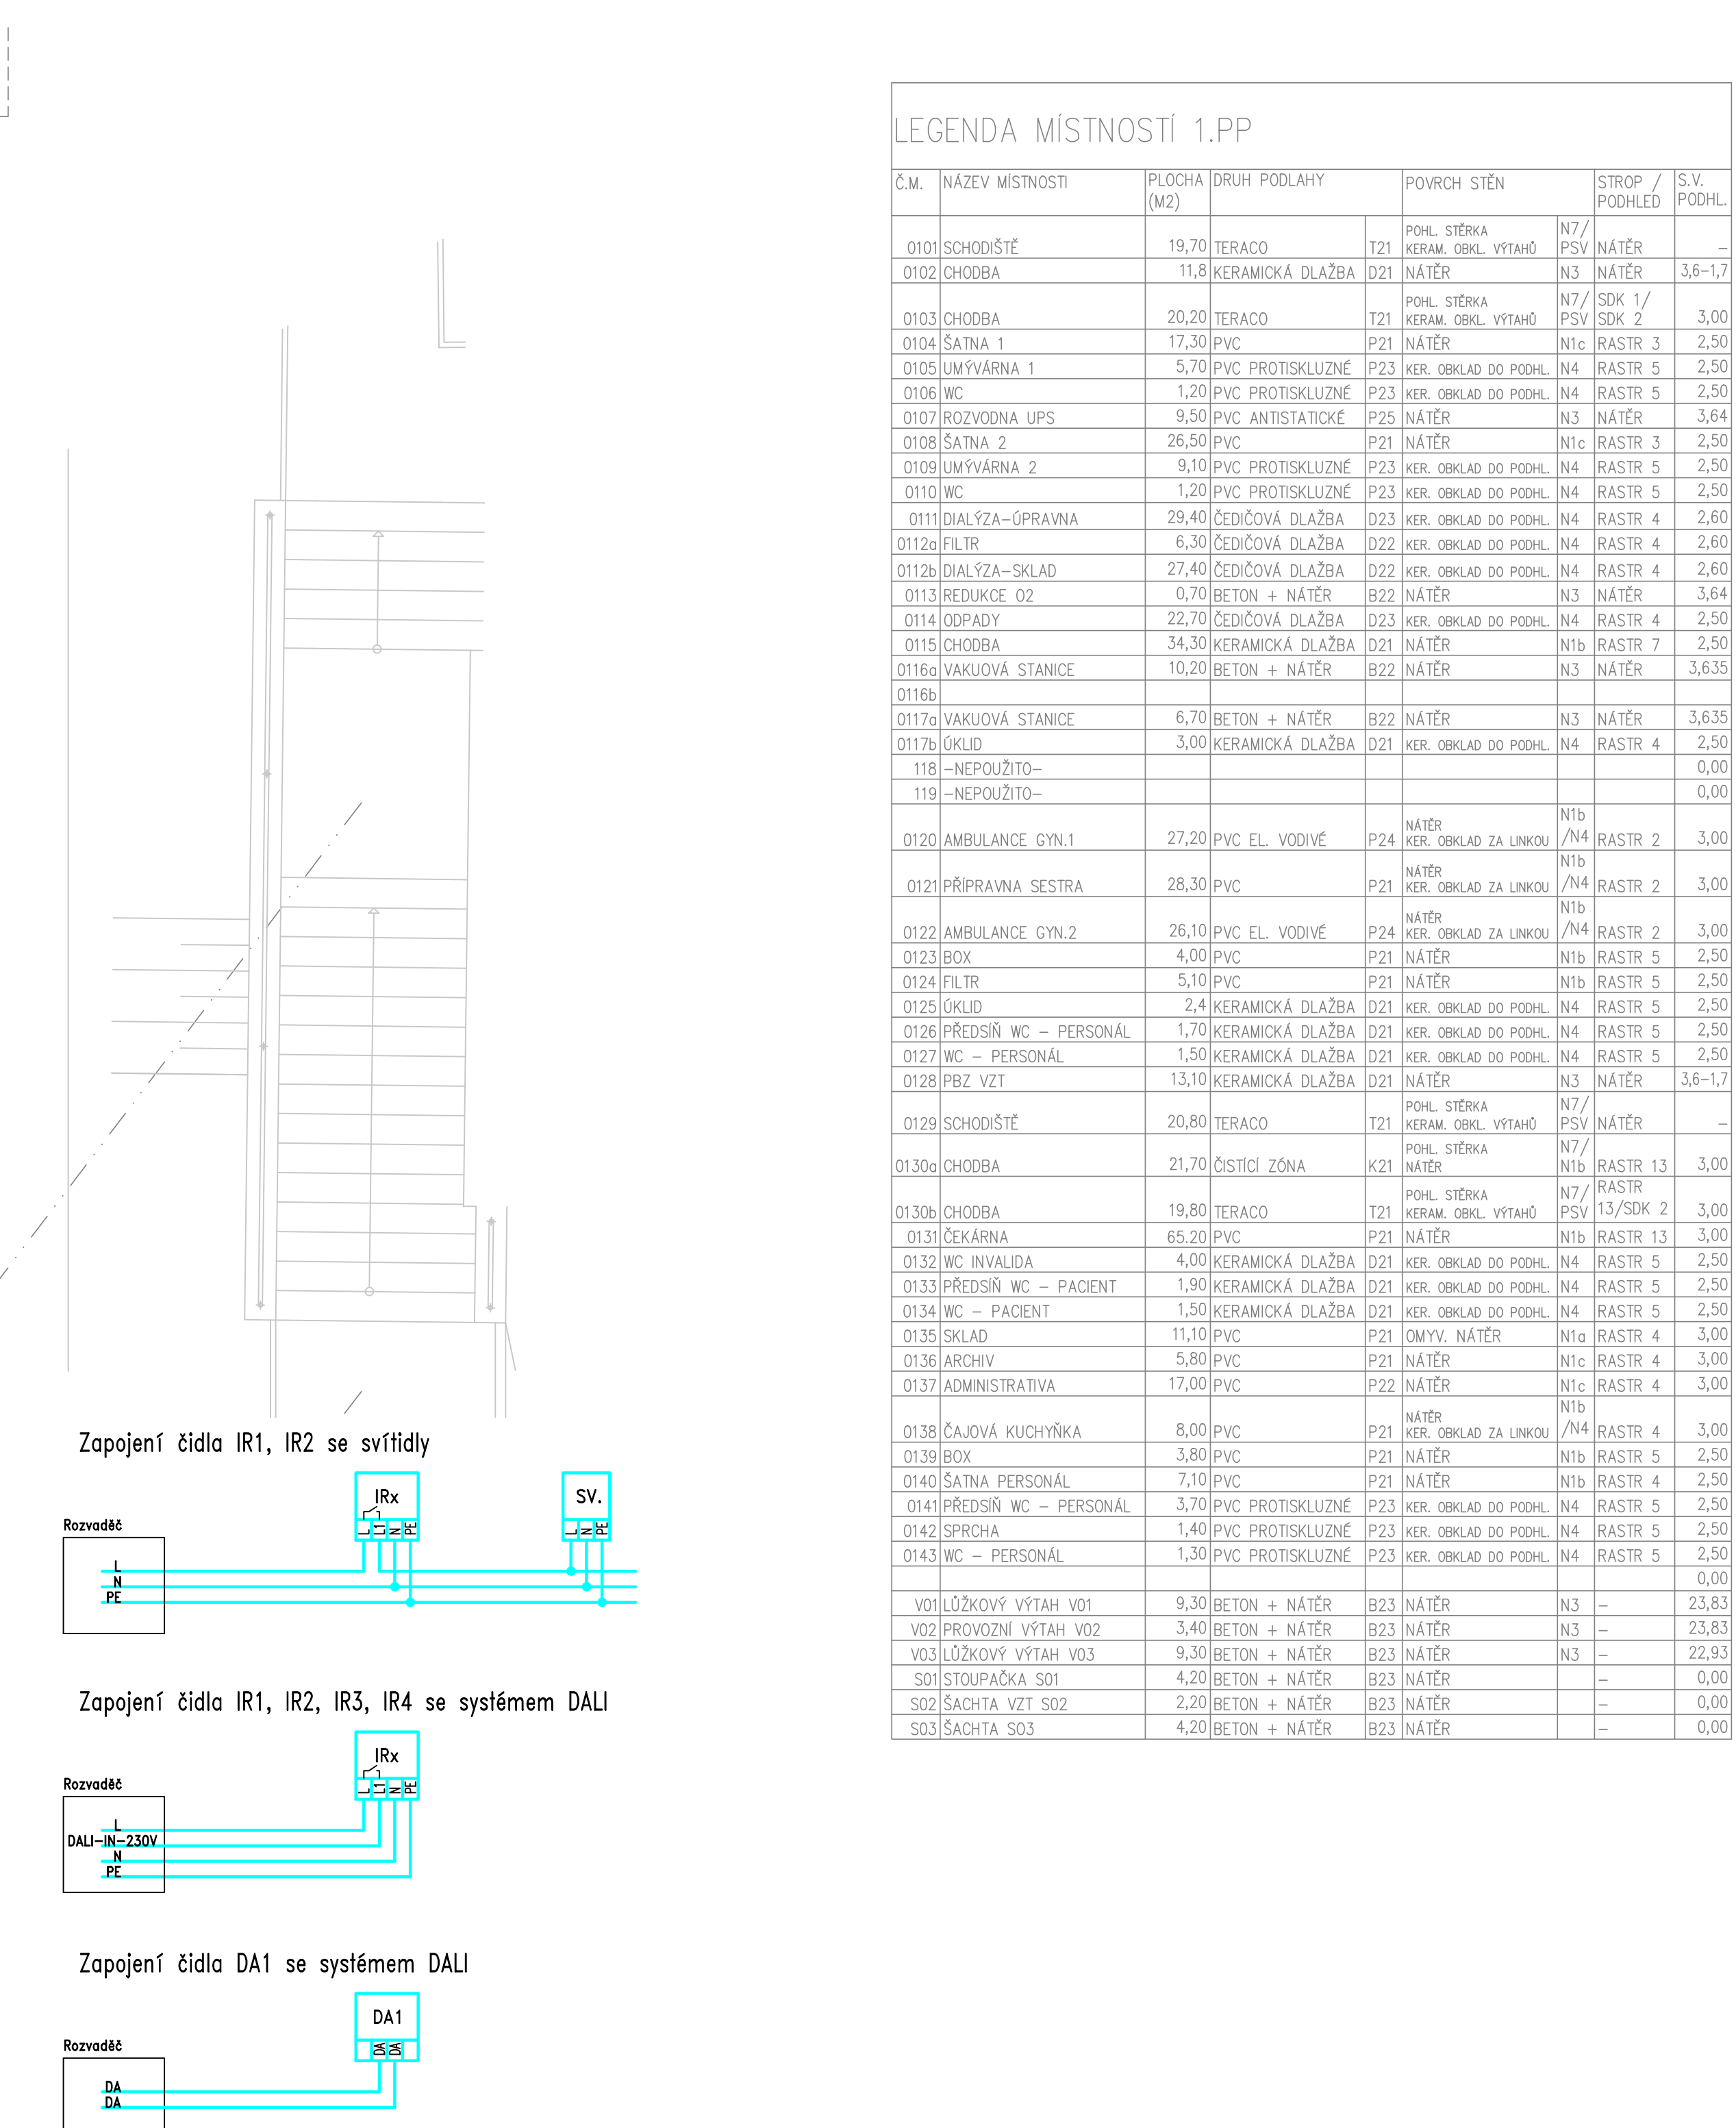 LEGENDA MÍSTNOSTÍ 1.PP
Č.M. NÁZEV MÍSTNOSTI PLOCHA (M2) DRUH PODLAHY POVRCH STĚN STROP / PODHLED S.V. PODHL.
0101 SCHODIŠTĚ 19,70 TERACO T21 POHL. STĚRKA KERAM. OBKL. VÝTAHŮ N7/ PSV NÁTĚR –
0102 CHODBA 11,8 KERAMICKÁ DLAŽBA D21 NÁTĚR N3 NÁTĚR 3,6–1,7
0103 CHODBA 20,20 TERACO T21 POHL. STĚRKA KERAM. OBKL. VÝTAHŮ N7/ PSV SDK 1/ SDK 2 3,00
0104 ŠATNA 1 17,30 PVC P21 NÁTĚR N1c RASTR 3 2,50
0105 UMÝVÁRNA 1 5,70 PVC PROTISKLUZNÉ P23 KER. OBKLAD DO PODHL. N4 RASTR 5 2,50
0106 WC 1,20 PVC PROTISKLUZNÉ P23 KER. OBKLAD DO PODHL. N4 RASTR 5 2,50
0107 ROZVODNA UPS 9,50 PVC ANTISTATICKÉ P25 NÁTĚR N3 NÁTĚR 3,64
0108 ŠATNA 2 26,50 PVC P21 NÁTĚR N1c RASTR 3 2,50
0109 UMÝVÁRNA 2 9,10 PVC PROTISKLUZNÉ P23 KER. OBKLAD DO PODHL. N4 RASTR 5 2,50
0110 WC 1,20 PVC PROTISKLUZNÉ P23 KER. OBKLAD DO PODHL. N4 RASTR 5 2,50
0111 DIALÝZA–ÚPRAVNA 29,40 ČEDIČOVÁ DLAŽBA D23 KER. OBKLAD DO PODHL. N4 RASTR 4 2,60
0112a FILTR 6,30 ČEDIČOVÁ DLAŽBA D22 KER. OBKLAD DO PODHL. N4 RASTR 4 2,60
0112b DIALÝZA–SKLAD 27,40 ČEDIČOVÁ DLAŽBA D22 KER. OBKLAD DO PODHL. N4 RASTR 4 2,60
0113 REDUKCE O2 0,70 BETON + NÁTĚR B22 NÁTĚR N3 NÁTĚR 3,64
0114 ODPADY 22,70 ČEDIČOVÁ DLAŽBA D23 KER. OBKLAD DO PODHL. N4 RASTR 4 2,50
0115 CHODBA 34,30 KERAMICKÁ DLAŽBA D21 NÁTĚR N1b RASTR 7 2,50
0116a VAKUOVÁ STANICE 10,20 BETON + NÁTĚR B22 NÁTĚR N3 NÁTĚR 3,635
0116b
0117a VAKUOVÁ STANICE 6,70 BETON + NÁTĚR B22 NÁTĚR N3 NÁTĚR 3,635
0117b ÚKLID 3,00 KERAMICKÁ DLAŽBA D21 KER. OBKLAD DO PODHL. N4 RASTR 4 2,50
118 –NEPOUŽITO– 0,00
119 –NEPOUŽITO– 0,00
0120 AMBULANCE GYN.1 27,20 PVC EL. VODIVÉ P24 NÁTĚR KER. OBKLAD ZA LINKOU N1b /N4 RASTR 2 3,00
0121 PŘÍPRAVNA SESTRA 28,30 PVC P21 NÁTĚR KER. OBKLAD ZA LINKOU N1b /N4 RASTR 2 3,00
0122 AMBULANCE GYN.2 26,10 PVC EL. VODIVÉ P24 NÁTĚR KER. OBKLAD ZA LINKOU N1b /N4 RASTR 2 3,00
0123 BOX 4,00 PVC P21 NÁTĚR N1b RASTR 5 2,50
0124 FILTR 5,10 PVC P21 NÁTĚR N1b RASTR 5 2,50
0125 ÚKLID 2,4 KERAMICKÁ DLAŽBA D21 KER. OBKLAD DO PODHL. N4 RASTR 5 2,50
0126 PŘEDSÍŇ WC – PERSONÁL 1,70 KERAMICKÁ DLAŽBA D21 KER. OBKLAD DO PODHL. N4 RASTR 5 2,50
0127 WC – PERSONÁL 1,50 KERAMICKÁ DLAŽBA D21 KER. OBKLAD DO PODHL. N4 RASTR 5 2,50
0128 PBZ VZT 13,10 KERAMICKÁ DLAŽBA D21 NÁTĚR N3 NÁTĚR 3,6–1,7
0129 SCHODIŠTĚ 20,80 TERACO T21 POHL. STĚRKA KERAM. OBKL. VÝTAHŮ N7/ PSV NÁTĚR –
0130a CHODBA 21,70 ČISTÍCÍ ZÓNA K21 POHL. STĚRKA NÁTĚR N7/ N1b RASTR 13 3,00
0130b CHODBA 19,80 TERACO T21 POHL. STĚRKA KERAM. OBKL. VÝTAHŮ N7/ PSV RASTR 13/SDK 2 3,00
0131 ČEKÁRNA 65.20 PVC P21 NÁTĚR N1b RASTR 13 3,00
0132 WC INVALIDA 4,00 KERAMICKÁ DLAŽBA D21 KER. OBKLAD DO PODHL. N4 RASTR 5 2,50
0133 PŘEDSÍŇ WC – PACIENT 1,90 KERAMICKÁ DLAŽBA D21 KER. OBKLAD DO PODHL. N4 RASTR 5 2,50
0134 WC – PACIENT 1,50 KERAMICKÁ DLAŽBA D21 KER. OBKLAD DO PODHL. N4 RASTR 5 2,50
0135 SKLAD 11,10 PVC P21 OMYV. NÁTĚR N1a RASTR 4 3,00
0136 ARCHIV 5,80 PVC P21 NÁTĚR N1c RASTR 4 3,00
0137 ADMINISTRATIVA 17,00 PVC P22 NÁTĚR N1c RASTR 4 3,00
0138 ČAJOVÁ KUCHYŇKA 8,00 PVC P21 NÁTĚR KER. OBKLAD ZA LINKOU N1b /N4 RASTR 4 3,00
0139 BOX 3,80 PVC P21 NÁTĚR N1b RASTR 5 2,50
0140 ŠATNA PERSONÁL 7,10 PVC P21 NÁTĚR N1b RASTR 4 2,50
0141 PŘEDSÍŇ WC – PERSONÁL 3,70 PVC PROTISKLUZNÉ P23 KER. OBKLAD DO PODHL. N4 RASTR 5 2,50
0142 SPRCHA 1,40 PVC PROTISKLUZNÉ P23 KER. OBKLAD DO PODHL. N4 RASTR 5 2,50
0143 WC – PERSONÁL 1,30 PVC PROTISKLUZNÉ P23 KER. OBKLAD DO PODHL. N4 RASTR 5 2,50
0,00
V01 LŮŽKOVÝ VÝTAH V01 9,30 BETON + NÁTĚR B23 NÁTĚR N3 – 23,83
V02 PROVOZNÍ VÝTAH V02 3,40 BETON + NÁTĚR B23 NÁTĚR N3 – 23,83
V03 LŮŽKOVÝ VÝTAH V03 9,30 BETON + NÁTĚR B23 NÁTĚR N3 – 22,93
S01 STOUPAČKA S01 4,20 BETON + NÁTĚR B23 NÁTĚR – 0,00
S02 ŠACHTA VZT S02 2,20 BETON + NÁTĚR B23 NÁTĚR – 0,00
S03 ŠACHTA S03 4,20 BETON + NÁTĚR B23 NÁTĚR – 0,00
Zapojení čidla IR1, IR2 se svítidly
IRx
SV.
L L1 N PE
L N PE
Rozvaděč
L
N
PE
Zapojení čidla IR1, IR2, IR3, IR4 se systémem DALI
IRx
L L1 N PE
Rozvaděč
L
DALI–IN–230V
N
PE
Zapojení čidla DA1 se systémem DALI
DA1
DA DA
Rozvaděč
DA
DA